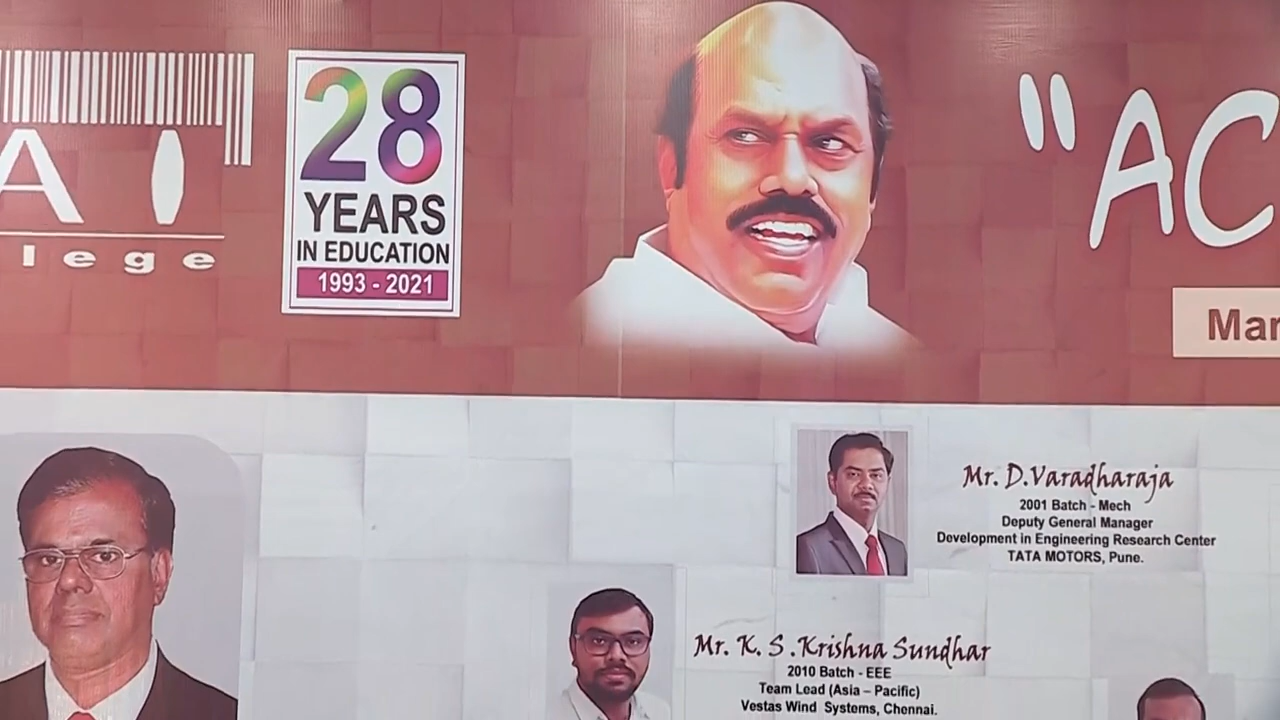 A I
lege
28
YEARS
IN EDUCATION
1993 - 2021
"AC
Mar
Mr. D.Varadharaja
2001 Batch - Mech
Deputy General Manager
Development in Engineering Research Center
TATA MOTORS, Pune.
Mr. K. S .Krishna Sundhar
2010 Batch - EEE
Team Lead (Asia – Pacific)
Vestas Wind Systems, Chennai.